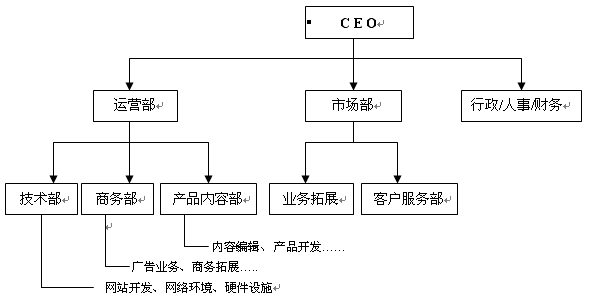 CEO
运营部
市场部
行政/人事/财务
技术部
商务部
产品内容部
业务拓展
客户服务部
内容编辑、产品开发……
广告业务、商务拓展…..
网站开发、网络环境、硬件设施